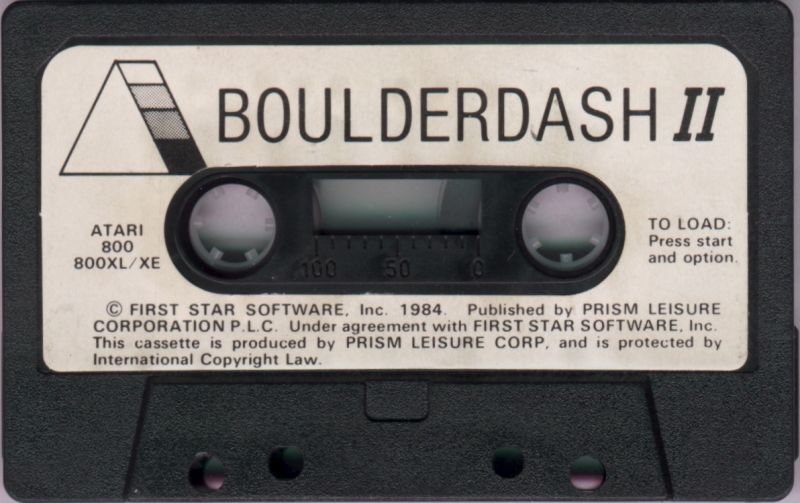 BOULDERDASH II
ATARI
800
800XL/XE
TO LOAD:
Press start
and option.
100 50 0
© FIRST STAR SOFTWARE, Inc. 1984. Published by PRISM LEISURE
CORPORATION P.L.C. Under agreement with FIRST STAR SOFTWARE, Inc.
This cassette is produced by PRISM LEISURE CORP, and is protected by
International Copyright Law.